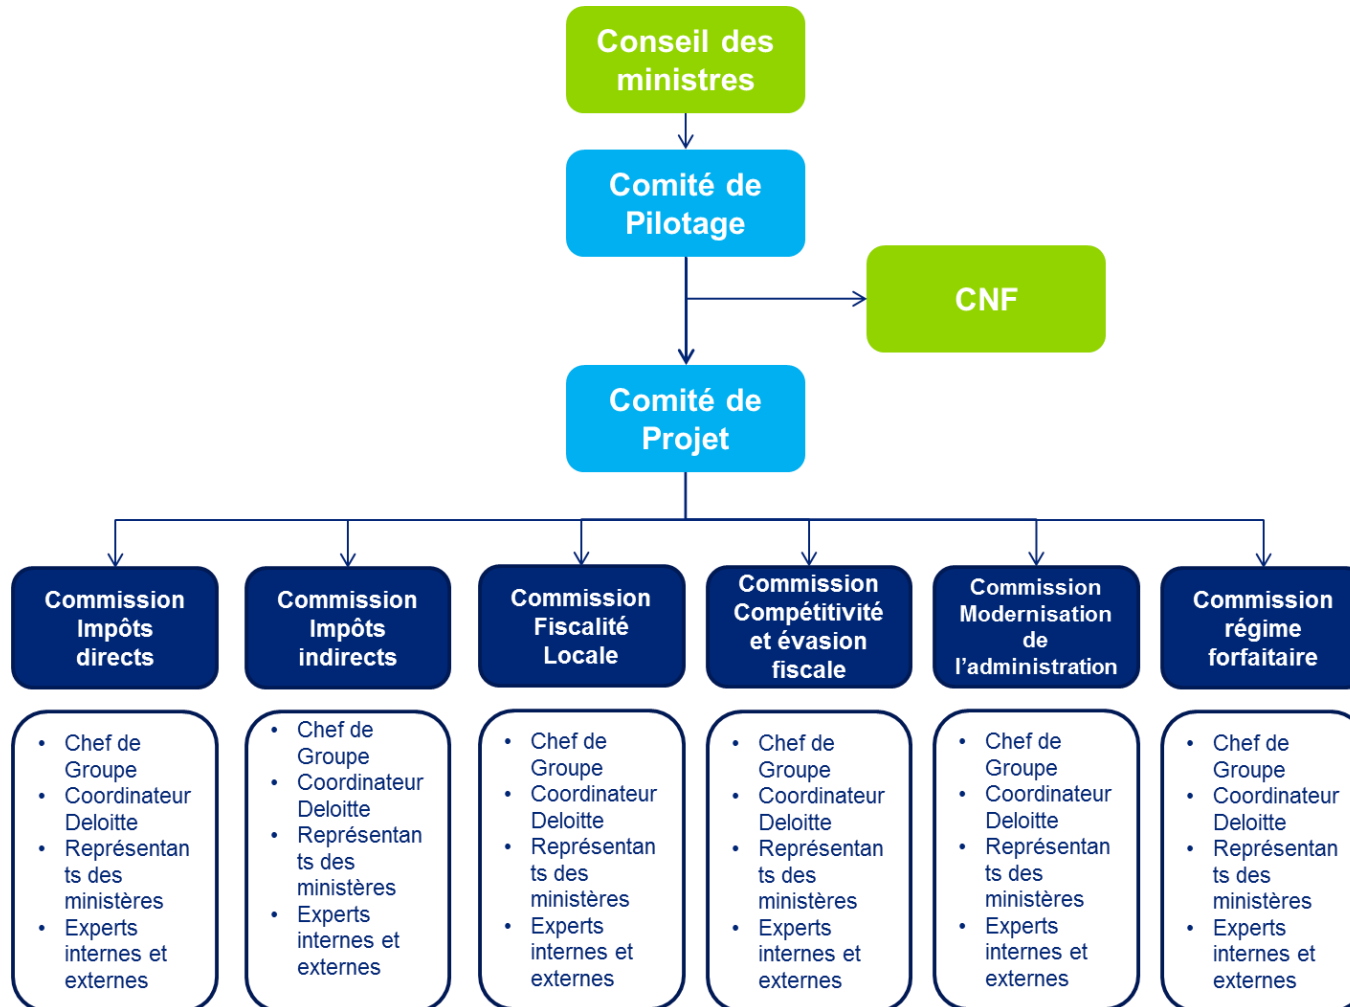 Conseil des
ministres
Comité de
Pilotage
CNF
Comité de
Projet
Commission
Impôts
directs
Commission
Impôts
indirects
Commission
Fiscalité
Locale
Commission
Compétitivité
et évasion
fiscale
Commission
Modernisation
de
l’administration
Commission
régime
forfaitaire
• Chef de
Groupe
• Coordinateur
Deloitte
• Représentan
ts des
ministères
• Experts
internes et
externes
• Chef de
Groupe
• Coordinateur
Deloitte
• Représentan
ts des
ministères
• Experts
internes et
externes
• Chef de
Groupe
• Coordinateur
Deloitte
• Représentan
ts des
ministères
• Experts
internes et
externes
• Chef de
Groupe
• Coordinateur
Deloitte
• Représentan
ts des
ministères
• Experts
internes et
externes
• Chef de
Groupe
• Coordinateur
Deloitte
• Représentan
ts des
ministères
• Experts
internes et
externes
• Chef de
Groupe
• Coordinateur
Deloitte
• Représentan
ts des
ministères
• Experts
internes et
externes